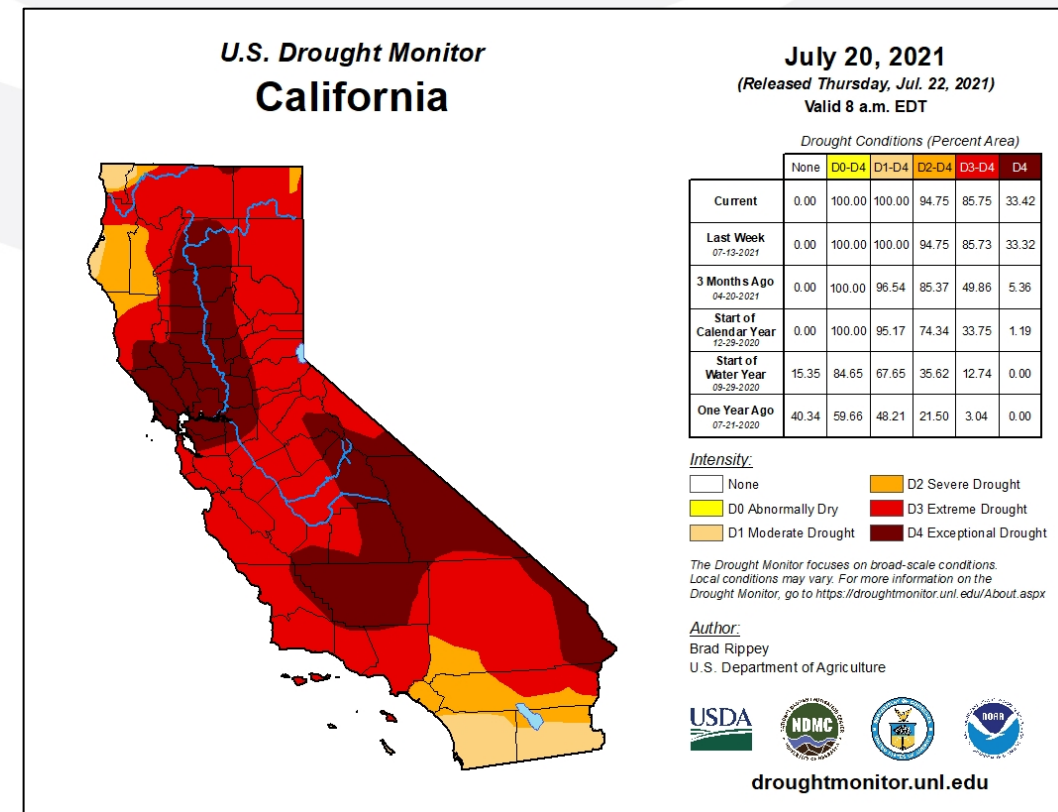 U.S. Drought Monitor
California
July 20, 2021
(Released Thursday, Jul. 22, 2021)
Valid 8 a.m. EDT
Drought Conditions (Percent Area)
None D0-D4 D1-D4 D2-D4 D3-D4 D4
Current 0.00 100.00 100.00 94.75 85.75 33.42
Last Week
07-13-2021 0.00 100.00 100.00 94.75 85.73 33.32
3 Months Ago
04-20-2021 0.00 100.00 96.54 85.37 49.86 5.36
Start of
Calendar Year
12-29-2020 0.00 100.00 95.17 74.34 33.75 1.19
Start of
Water Year
09-29-2020 15.35 84.65 67.65 35.62 12.74 0.00
One Year Ago
07-21-2020 40.34 59.66 48.21 21.50 3.04 0.00
Intensity:
None
D0 Abnormally Dry
D1 Moderate Drought
D2 Severe Drought
D3 Extreme Drought
D4 Exceptional Drought
The Drought Monitor focuses on broad-scale conditions.
Local conditions may vary. For more information on the
Drought Monitor, go to https://droughtmonitor.unl.edu/About.aspx
Author:
Brad Rippey
U.S. Department of Agriculture
USDA
NDMC
NOAA
droughtmonitor.unl.edu